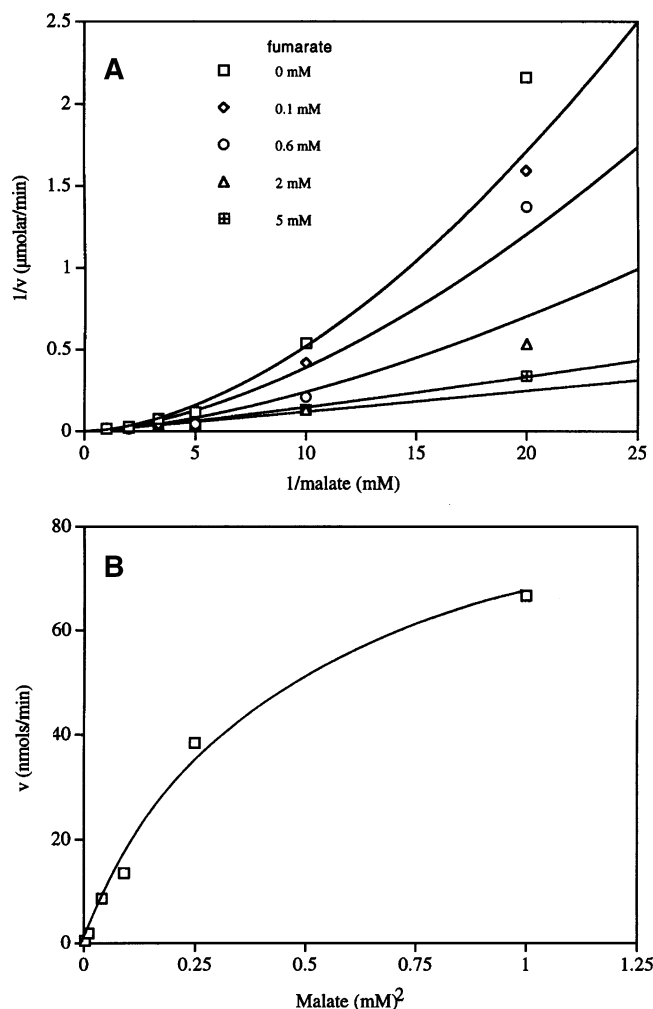 2.5
A
fumarate
0 mM
0.1 mM
2
0.6 mM
2 mM
1.5
5 mM
1/v (μmolar/min)
1
0.5
0
0 5 10 15 20 25
1/malate (mM)
80
B
60
v (nmols/min)
40
20
0
0 0.25 0.5 0.75 1 1.25
Malate (mM)2